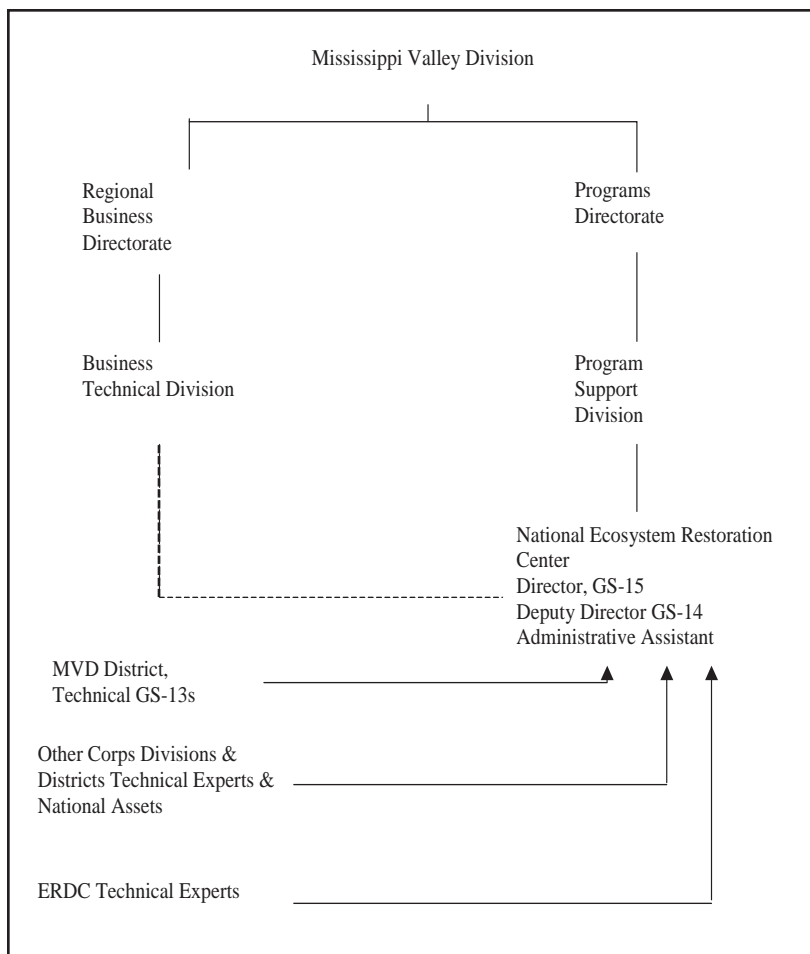 Mississippi Valley Division
Regional
Business
Directorate
Programs
Directorate
Business
Technical Division
Program
Support
Division
National Ecosystem Restoration
Center
Director, GS-15
Deputy Director GS-14
Administrative Assistant
MVD District,
Technical GS-13s
Other Corps Divisions &
Districts Technical Experts &
National Assets
ERDC Technical Experts